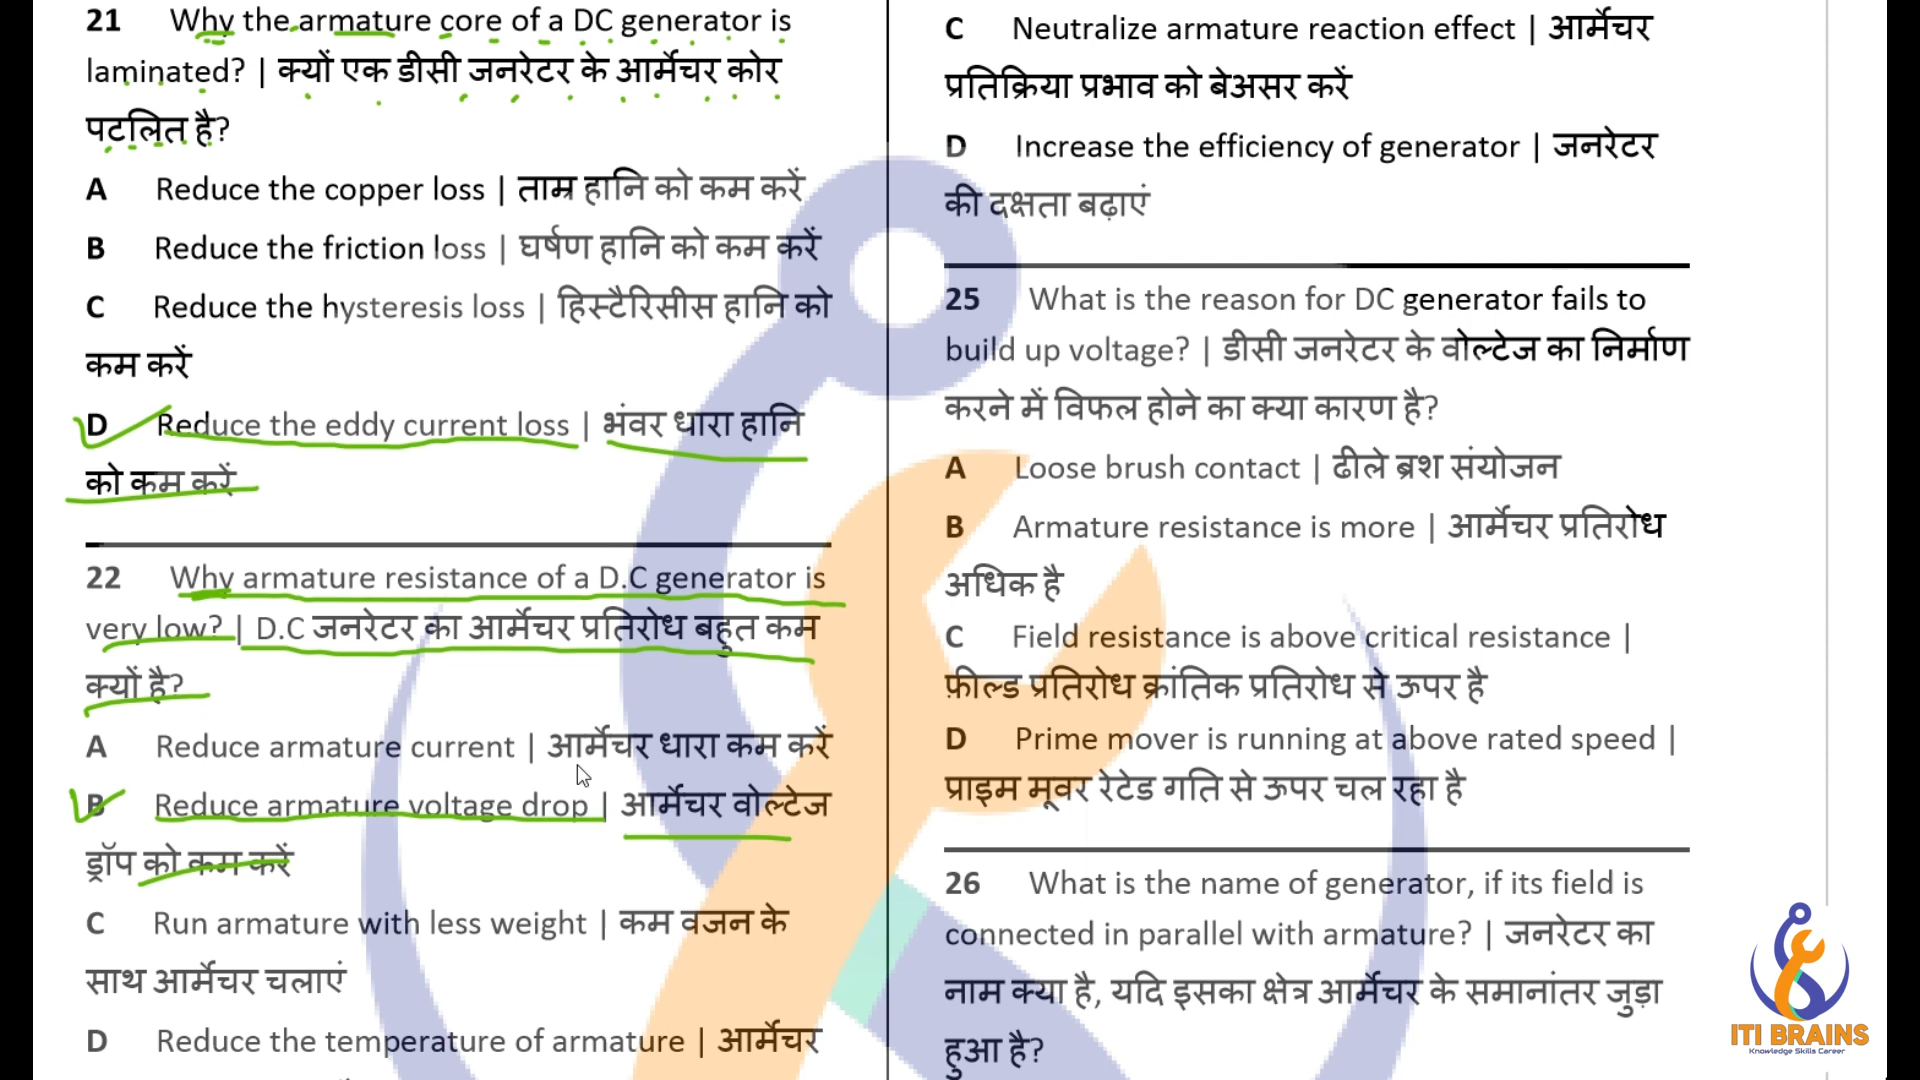 21 Why the armature core of a DC generator is
laminated? | क्यों एक डीसी जनरेटर के आर्मेचर कोर
पटलित है?
A Reduce the copper loss | ताम्र हानि को कम करें
B Reduce the friction loss | घर्षण हानि को कम करें
C Reduce the hysteresis loss | हिस्टैरिसीस हानि को
कम करें
D Reduce the eddy current loss | भंवर धारा हानि
को कम करें
22 Why armature resistance of a D.C generator is
very low? | D.C जनरेटर का आर्मेचर प्रतिरोध बहुत कम
क्यों है?
A Reduce armature current | आर्मेचर धारा कम करें
B Reduce armature voltage drop | आर्मेचर वोल्टेज
ड्रॉप को कम करें
C Run armature with less weight | कम वजन के
साथ आर्मेचर चलाएं
D Reduce the temperature of armature | आर्मेचर
C Neutralize armature reaction effect | आर्मेचर
प्रतिक्रिया प्रभाव को बेअसर करें
D Increase the efficiency of generator | जनरेटर
की दक्षता बढ़ाएं
25 What is the reason for DC generator fails to
build up voltage? | डीसी जनरेटर के वोल्टेज का निर्माण
करने में विफल होने का क्या कारण है?
A Loose brush contact | ढीले ब्रश संयोजन
B Armature resistance is more | आर्मेचर प्रतिरोध
अधिक है
C Field resistance is above critical resistance |
फ़ील्ड प्रतिरोध क्रांतिक प्रतिरोध से ऊपर है
D Prime mover is running at above rated speed |
प्राइम मूवर रेटेड गति से ऊपर चल रहा है
26 What is the name of generator, if its field is
connected in parallel with armature? | जनरेटर का
नाम क्या है, यदि इसका क्षेत्र आर्मेचर के समानांतर जुड़ा
हुआ है?
ITI BRAINS
Knowledge Skills Career